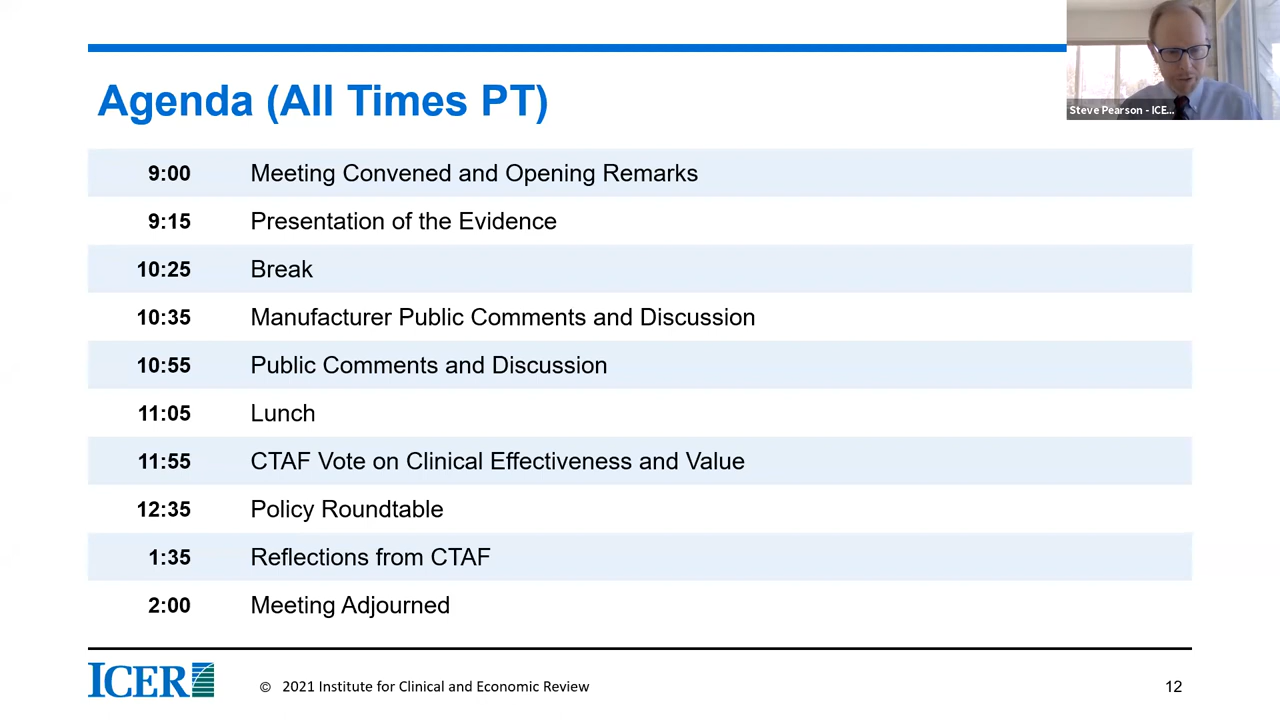 Steve Pearson - ICE...
Agenda (All Times PT)
9:00 Meeting Convened and Opening Remarks
9:15 Presentation of the Evidence
10:25 Break
10:35 Manufacturer Public Comments and Discussion
10:55 Public Comments and Discussion
11:05 Lunch
11:55 CTAF Vote on Clinical Effectiveness and Value
12:35 Policy Roundtable
1:35 Reflections from CTAF
2:00 Meeting Adjourned
ICER © 2021 Institute for Clinical and Economic Review 12